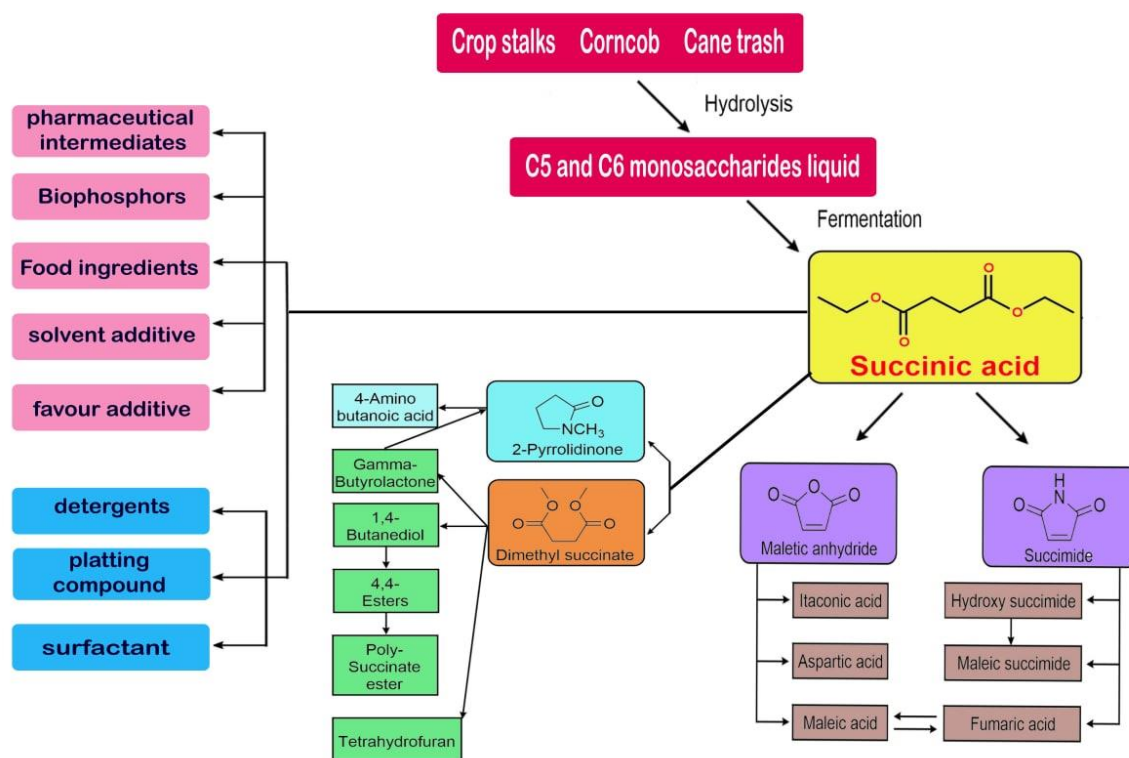 Crop stalks Corncob Cane trash
Hydrolysis
C5 and C6 monosaccharides liquid
Fermentation
O
O
O
O
Succinic acid
pharmaceutical
intermediates
Biophosphors
Food ingredients
solvent additive
favour additive
detergents
platting
compound
surfactant
4-Amino
butanoic acid
O
N
CH3
2-Pyrrolidinone
Gamma-
Butyrolactone
1,4-
Butanediol
4,4-
Esters
Poly-
Succinate
ester
Tetrahydrofuran
O O
O O
Dimethyl succinate
O O O
Maletic anhydride
H
O N O
Succimide
Itaconic acid
Aspartic acid
Maleic acid
Hydroxy succimide
Maleic succimide
Fumaric acid